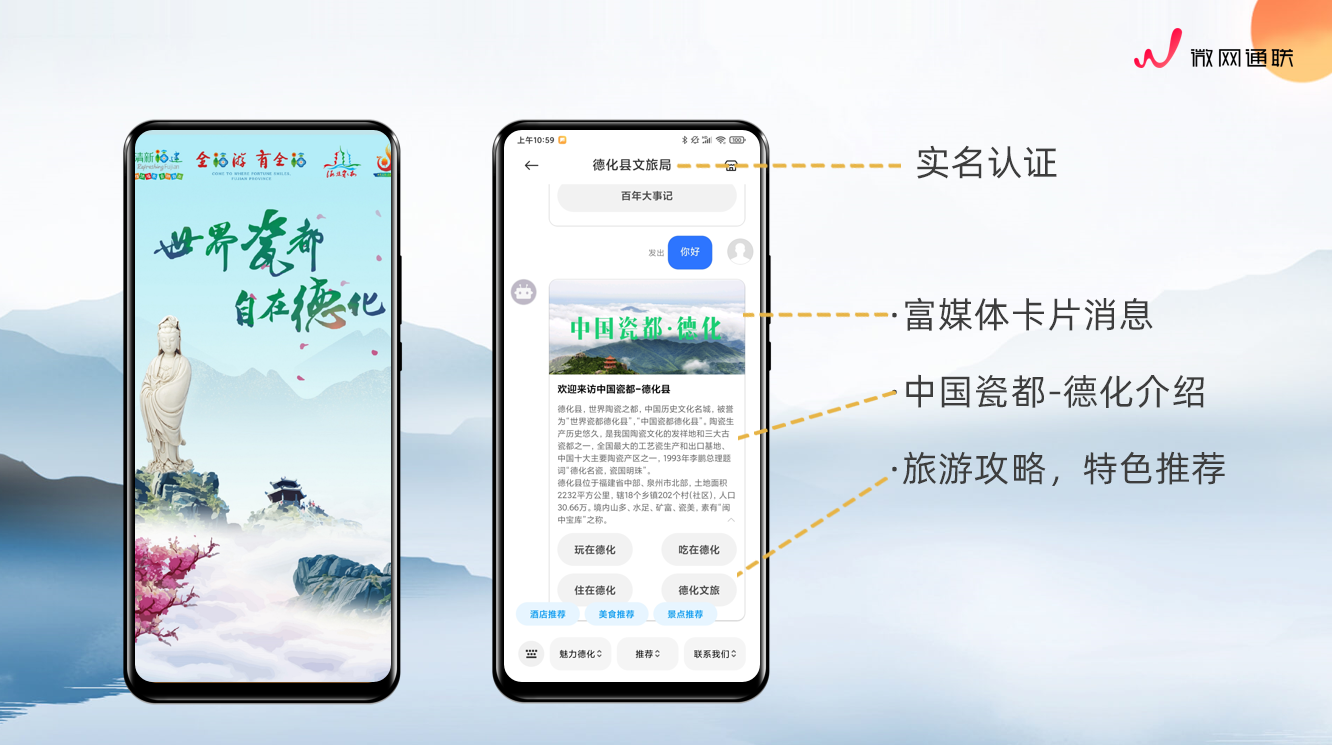 微网通联
清新福建
全福游 有全福
世界瓷都
自在德化
上午10:59
德化县文旅局
实名认证
百年大事记
发出
你好
中国瓷都·德化
·富媒体卡片消息
欢迎来访中国瓷都-德化县
德化县，世界陶瓷之都，中国历史文化名城，被誉
为“世界瓷都德化县”，“中国瓷都德化县”。陶瓷生
产历史悠久，是我国陶瓷文化的发祥地和三大古
瓷都之一，全国最大的工艺瓷生产和出口基地、
中国十大主要陶瓷产区之一，1993年李鹏总理题
词“德化名瓷，瓷国明珠”。
德化县位于福建省中部、泉州市北部，土地面积
2232平方公里，辖18个乡镇202个村(社区)，人口
30.66万。境内山多、水足、矿富、瓷美，素有“闽
中宝库”之称。
·中国瓷都-德化介绍
·旅游攻略，特色推荐
玩在德化
吃在德化
住在德化
德化文旅
酒店推荐
美食推荐
景点推荐
魅力德化
推荐
联系我们